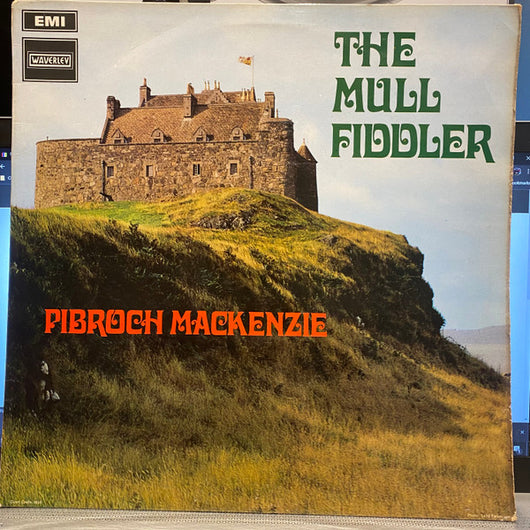 EMI
WAVERLEY
THE
MULL
FIDDLER
PIBROCH MACKENZIE